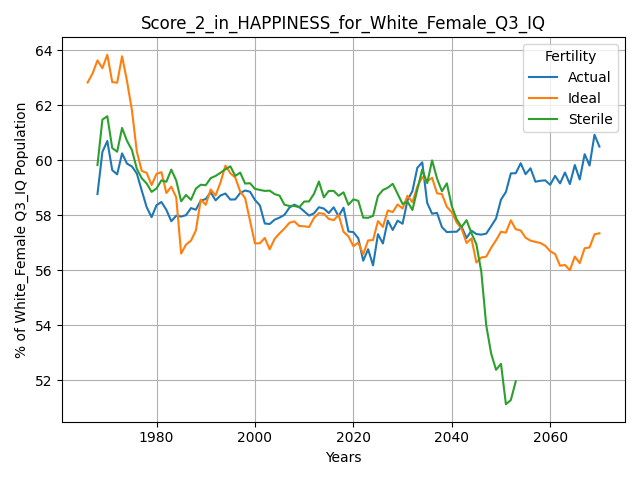 Score_2_in_HAPPINESS_for_White_Female_Q3_IQ
% of White_Female Q3_IQ Population
64
62
60
58
56
54
52
Fertility
Actual
Ideal
Sterile
1980
2000
2020
2040
2060
Years